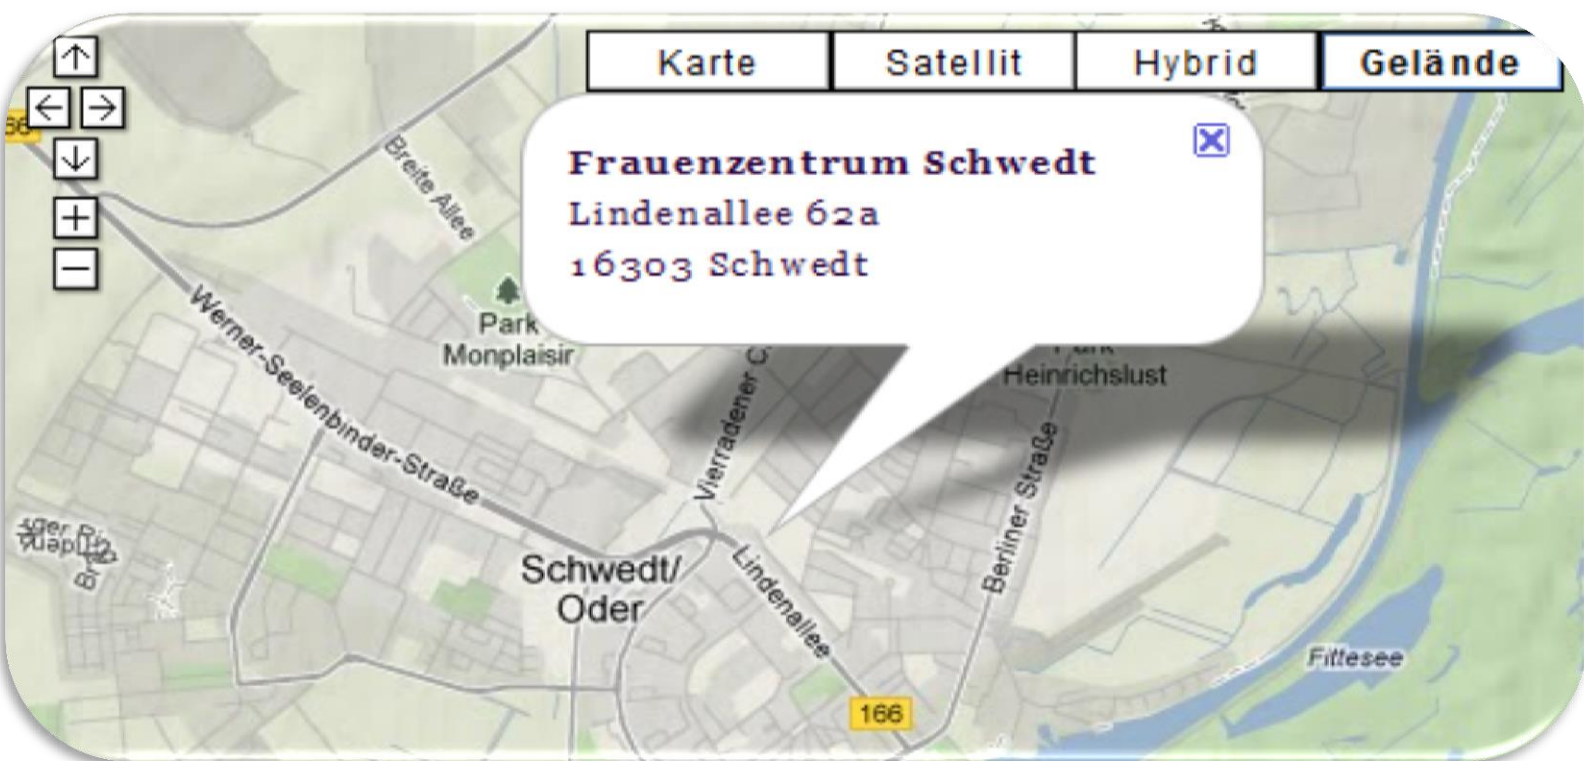 Karte
Satellit
Hybrid
Gelände
Frauenzentrum Schwedt
Lindenallee 62a
16303 Schwedt
Breite Allee
Park
Monplaisir
Werner-Seelenbinder-Straße
Vierradener
Heinrichslust
Berliner Straße
Schwedt/
Oder
Lindenallee
Fittesee
166